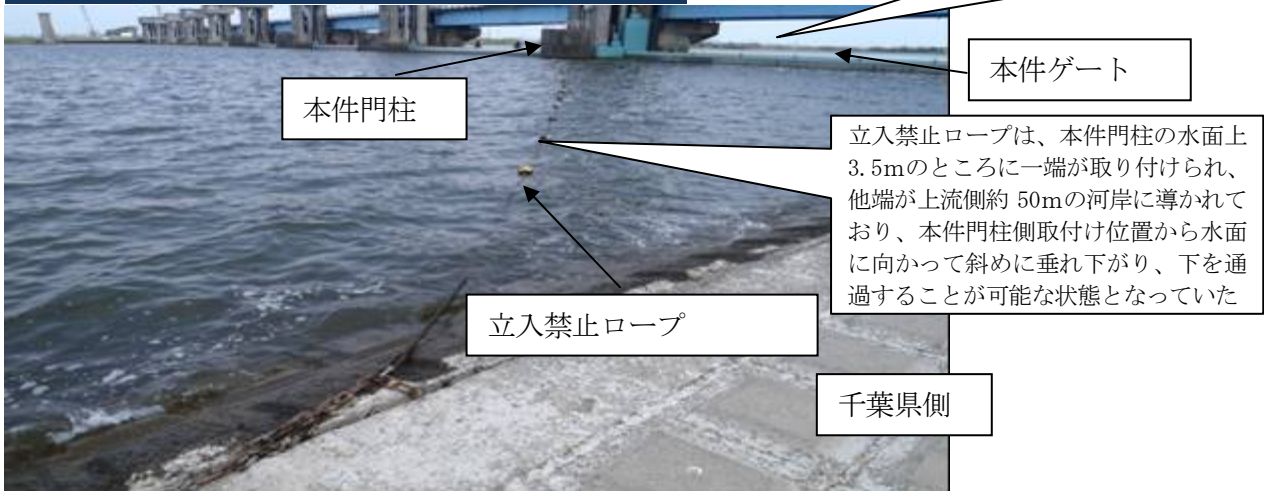 本件ゲート
本件門柱
立入禁止ロープは、本件門柱の水面上
3.5mのところに一端が取り付けられ、
他端が上流側約 50mの河岸に導かれて
おり、本件門柱側取付け位置から水面
に向かって斜めに垂れ下がり、下を通
過することが可能な状態となっていた
立入禁止ロープ
千葉県側